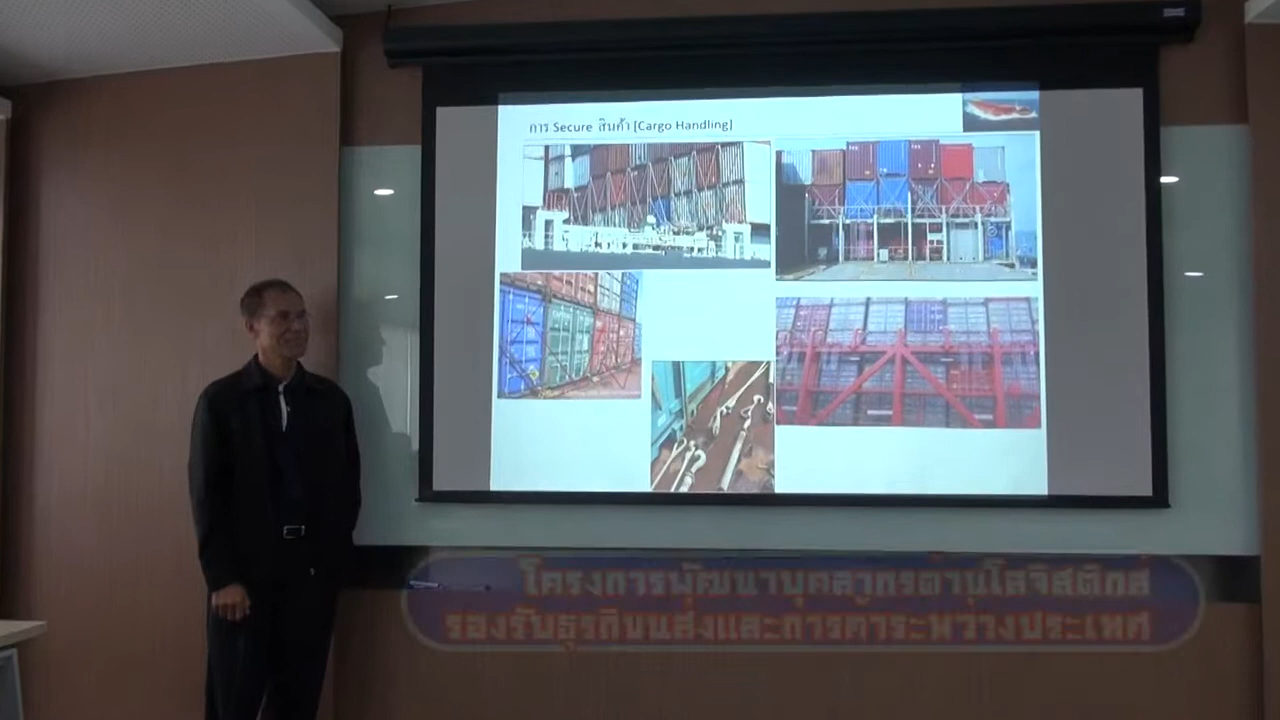 การ Secure สินค้า [Cargo Handling]
โครงการพัฒนาบุคลากรด้านโลจิสติกส์
รองรับธุรกิจขนส่งและการค้าระหว่างประเทศ